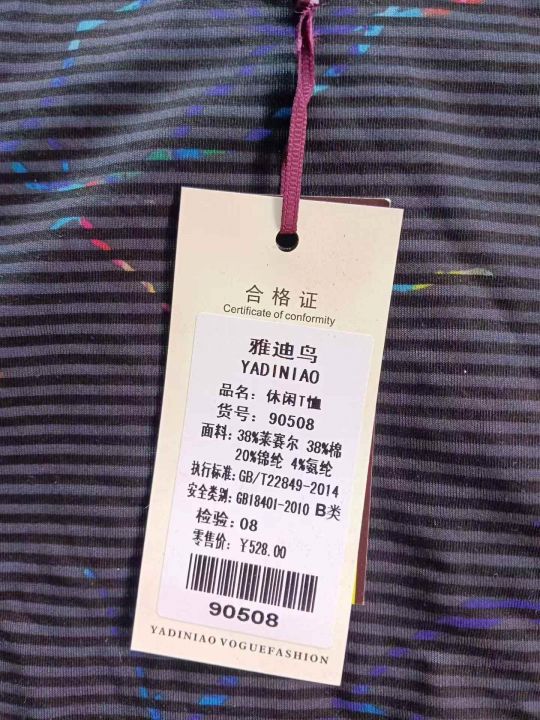 合格证
Certificate of conformity
雅迪鸟
YADINIAO
品名: 休闲T恤
货号: 90508
面料: 38%莱赛尔 38%棉
20%锦纶 4%氨纶
执行标准: GB/T22849-2014
安全类别: GB18401-2010 B类
检验: 08
零售价: ¥528.00
90508
YADINIAO VOGUEFASHION